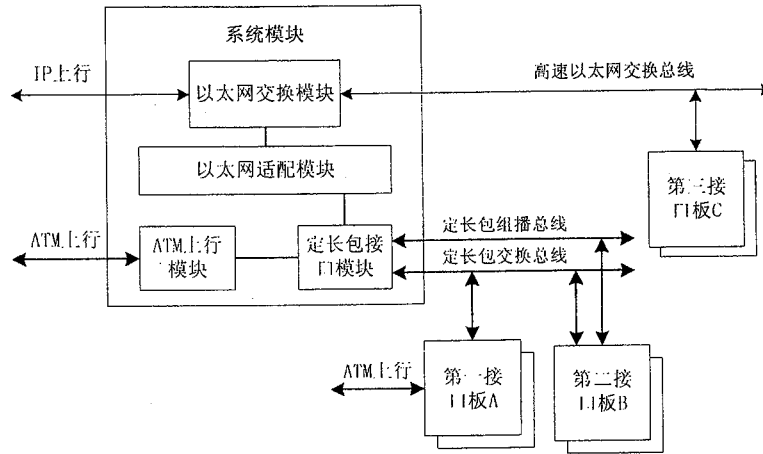 系统模块
IP上行
以太网交换模块
高速以太网交换总线
以太网适配模块
第三接
口板C
ATM上行
ATM上行
模块
定长包接
口模块
定长包组播总线
定长包交换总线
ATM上行
第一接
口板A
第二接
口板B